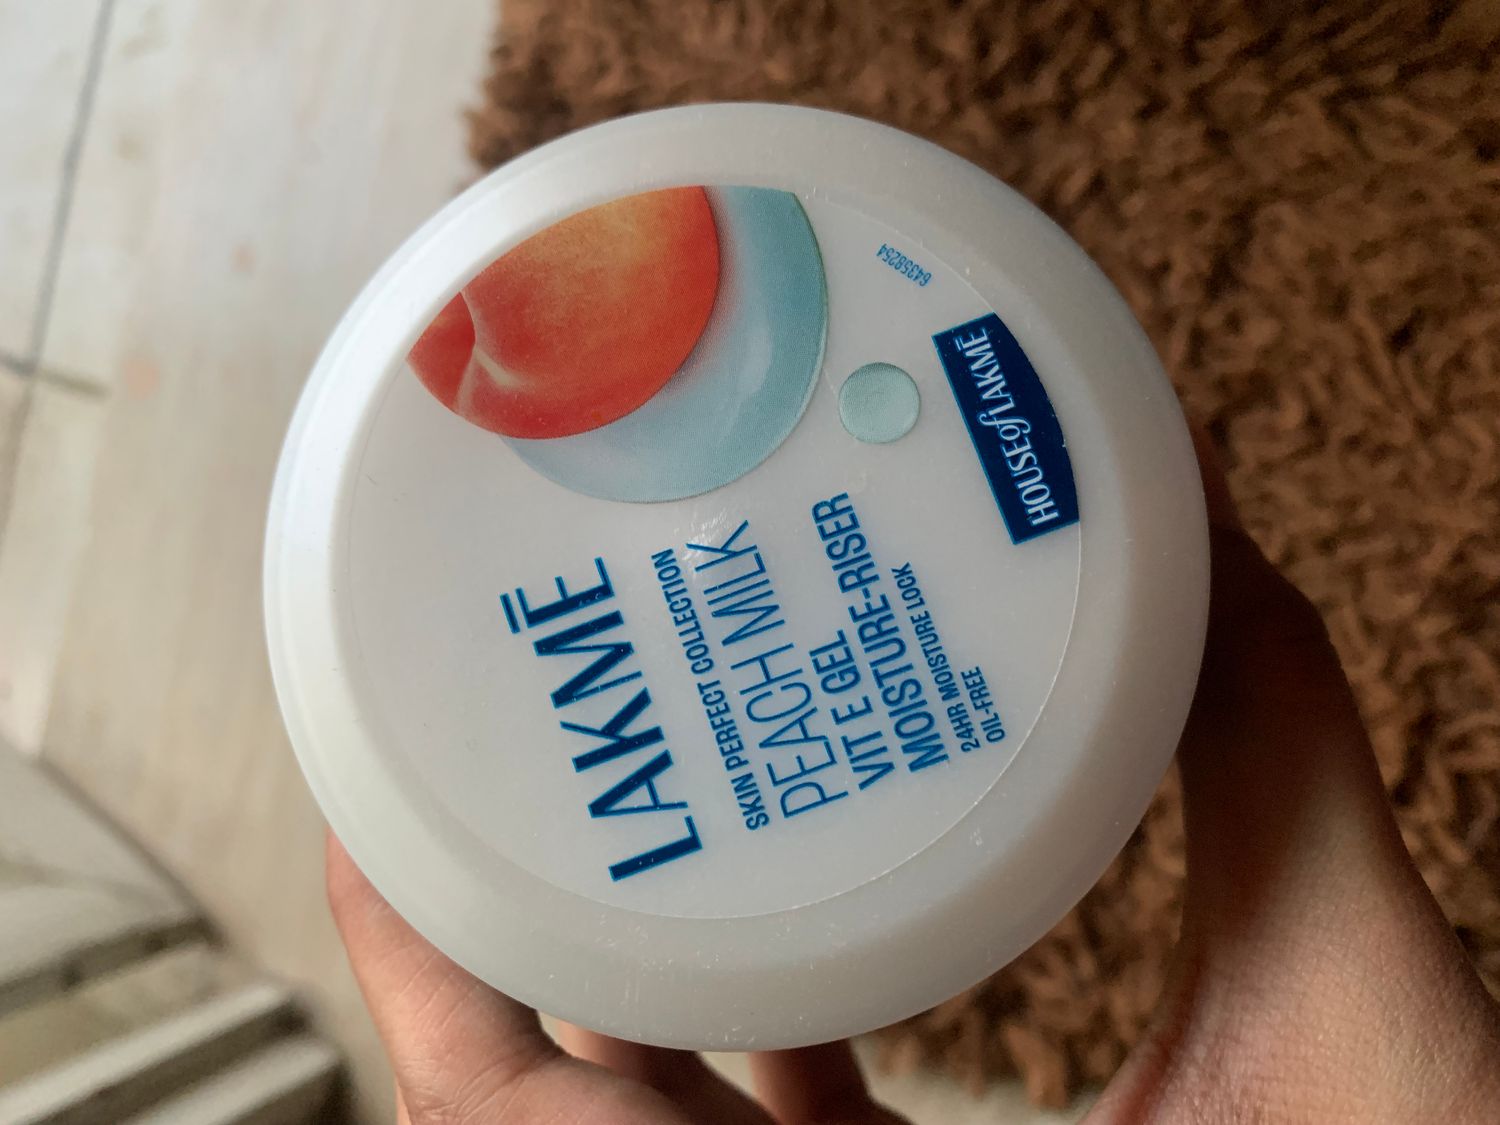 LAKMĒ
SKIN PERFECT COLLECTION
PEACH MILK
VIT E GEL
MOISTURE-RISER
24HR MOISTURE LOCK
OIL-FREE
HOUSE of LAKMĒ
64358254